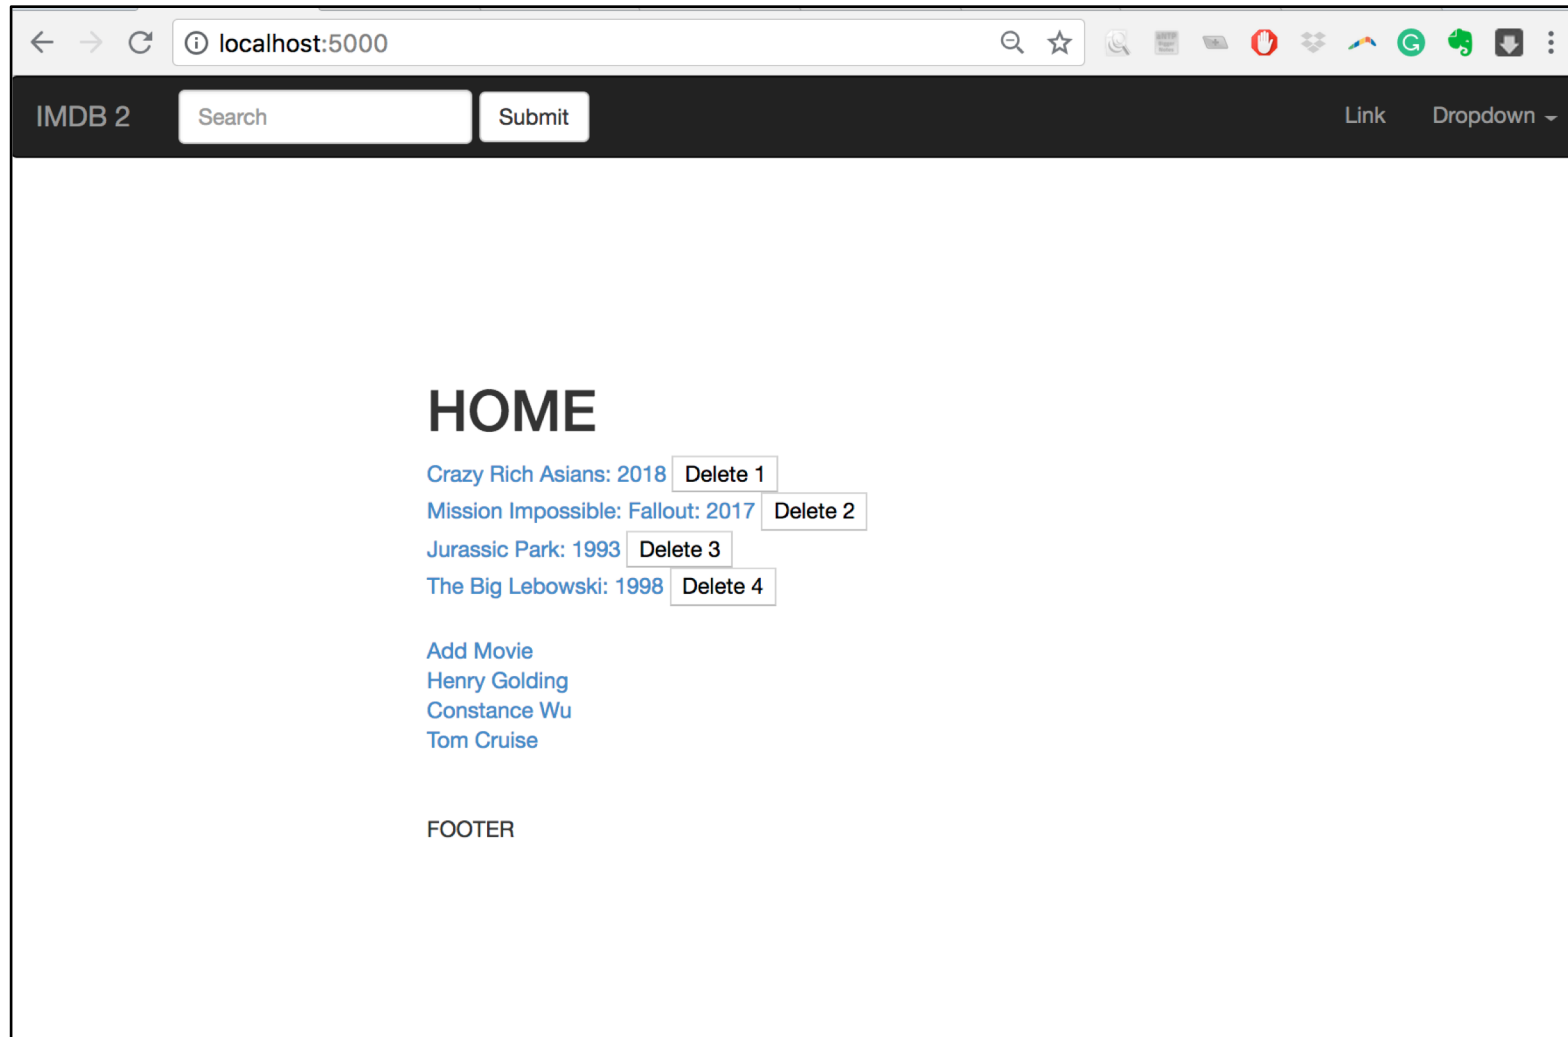 localhost:5000
IMDB 2 Search Submit Link Dropdown
HOME
Crazy Rich Asians: 2018 Delete 1
Mission Impossible: Fallout: 2017 Delete 2
Jurassic Park: 1993 Delete 3
The Big Lebowski: 1998 Delete 4
Add Movie
Henry Golding
Constance Wu
Tom Cruise
FOOTER